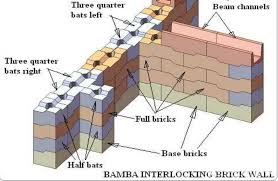 Three quarter
bats left
Beam channels
Three quarter
bats right
Full bricks
Half bats
Base bricks
BAMBA INTERLOCKING BRICK WALL